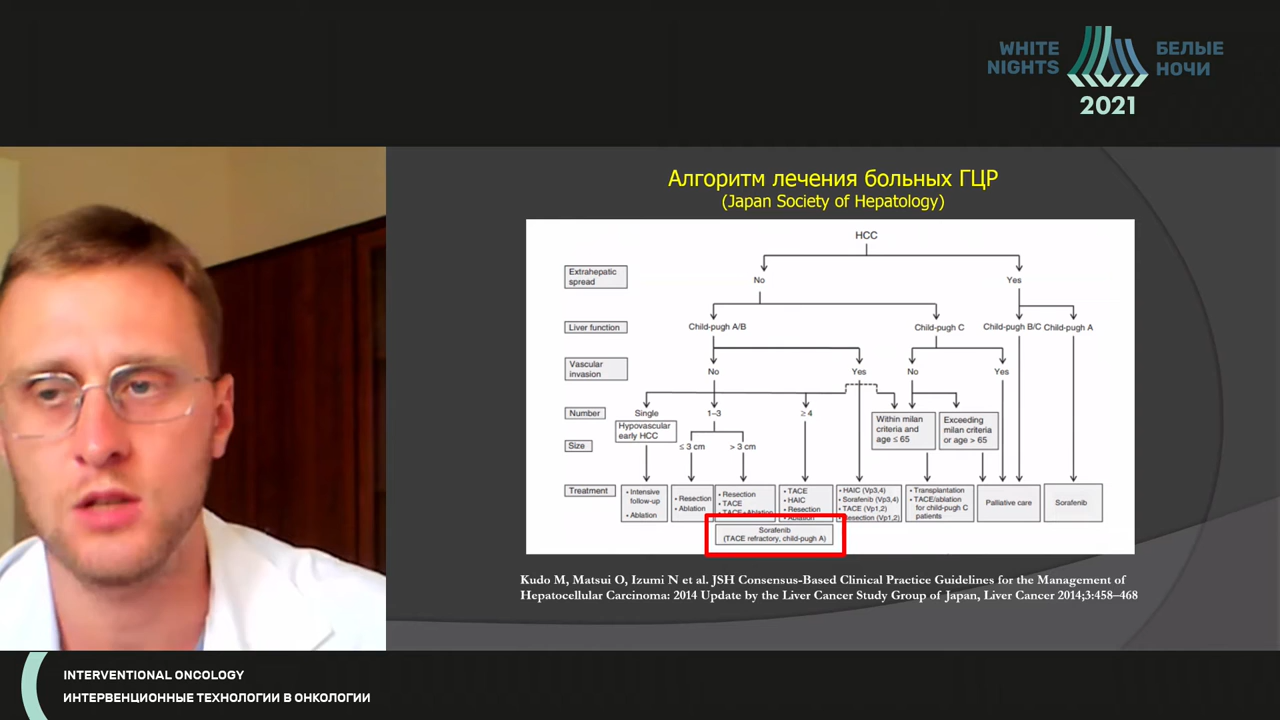 WHITE NIGHTS
БЕЛЫЕ НОЧИ
2021
Алгоритм лечения больных ГЦР
(Japan Society of Hepatology)
HCC
Extrahepatic spread
No
Yes
Liver function
Child-pugh A/B
Child-pugh C
Child-pugh B/C
Child-pugh A
Vascular invasion
No
Yes
No
Yes
Number
Single
1–3
≥ 4
Hypovascular early HCC
Within milan criteria and age ≤ 65
Exceeding milan criteria or age > 65
Size
≤ 3 cm
> 3 cm
Treatment
• Intensive follow-up
• Ablation
• Resection
• Ablation
• Resection
• TACE
• TACE+Ablation
• TACE
• HAIC
• Resection
• Ablation
• HAIC (Vp3,4)
• Sorafenib (Vp3,4)
• TACE (Vp1,2)
• Resection (Vp1,2)
• Transplantation
• TACE/ablation for child-pugh C patients
Palliative care
Sorafenib
Sorafenib
(TACE refractory, child-pugh A)
Kudo M, Matsui O, Izumi N et al. JSH Consensus-Based Clinical Practice Guidelines for the Management of
Hepatocellular Carcinoma: 2014 Update by the Liver Cancer Study Group of Japan, Liver Cancer 2014;3:458–468
INTERVENTIONAL ONCOLOGY
ИНТЕРВЕНЦИОННЫЕ ТЕХНОЛОГИИ В ОНКОЛОГИИ